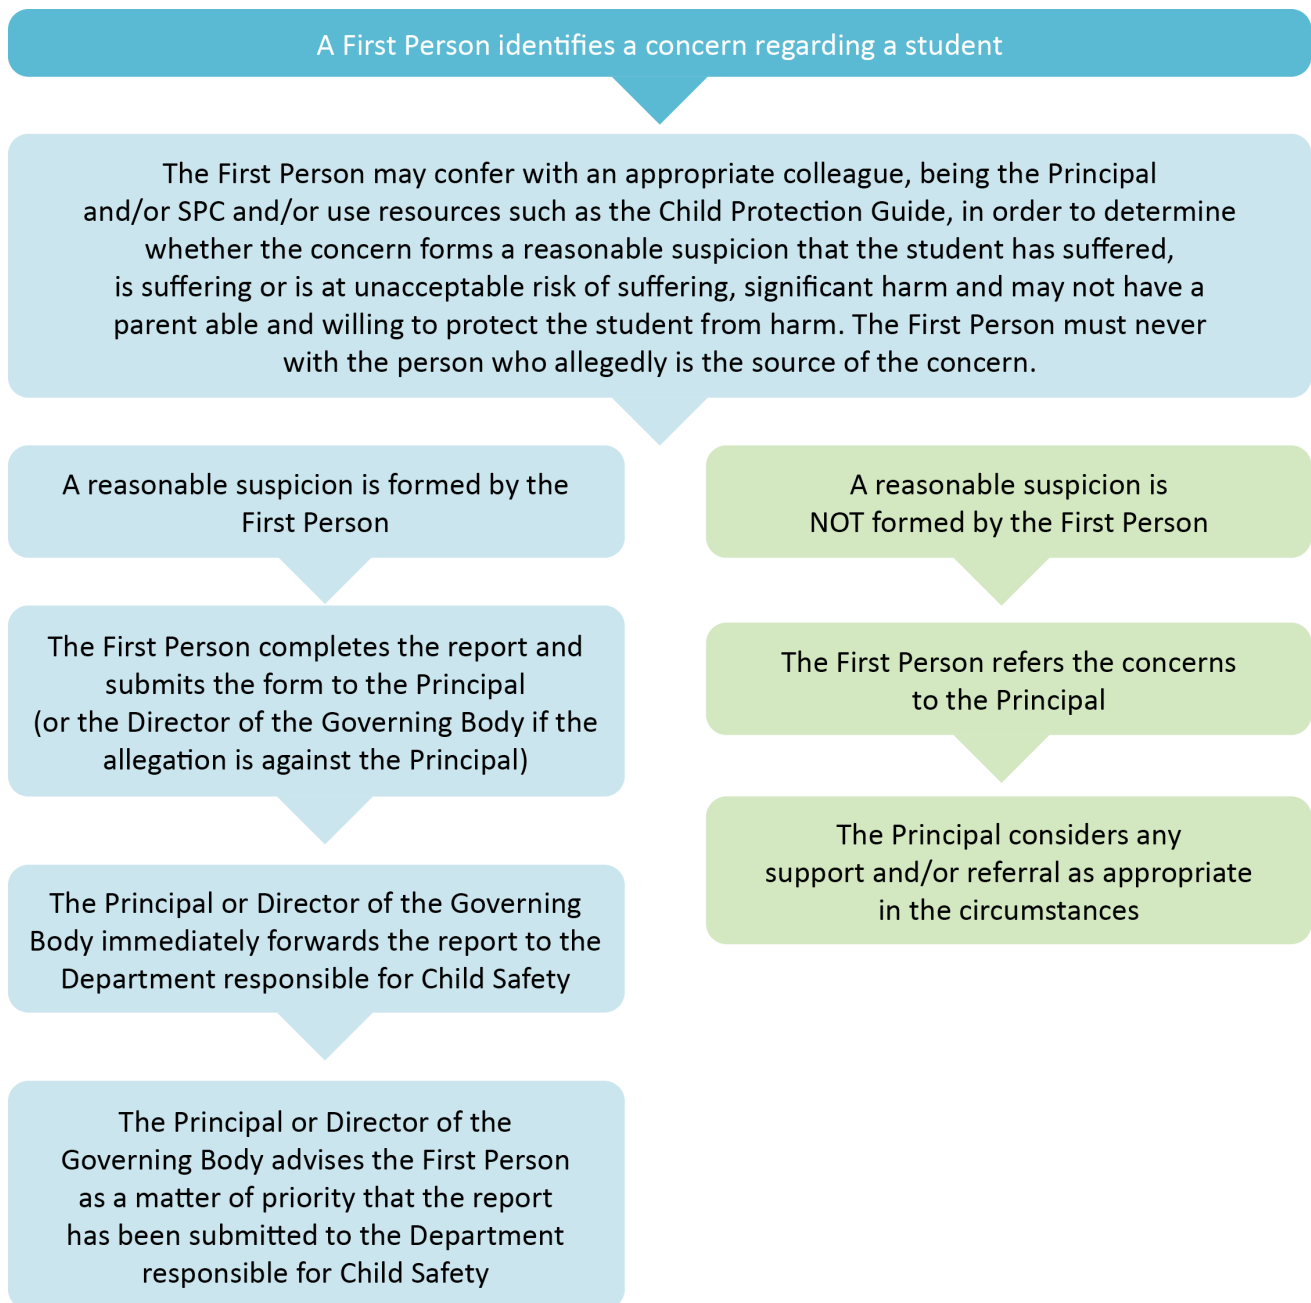 A First Person identifies a concern regarding a student
The First Person may confer with an appropriate colleague, being the Principal
and/or SPC and/or use resources such as the Child Protection Guide, in order to determine
whether the concern forms a reasonable suspicion that the student has suffered,
is suffering or is at unacceptable risk of suffering, significant harm and may not have a
parent able and willing to protect the student from harm. The First Person must never
with the person who allegedly is the source of the concern.
A reasonable suspicion is formed by the
First Person
The First Person completes the report and
submits the form to the Principal
(or the Director of the Governing Body if the
allegation is against the Principal)
The Principal or Director of the Governing
Body immediately forwards the report to the
Department responsible for Child Safety
The Principal or Director of the
Governing Body advises the First Person
as a matter of priority that the report
has been submitted to the Department
responsible for Child Safety
A reasonable suspicion is
NOT formed by the First Person
The First Person refers the concerns
to the Principal
The Principal considers any
support and/or referral as appropriate
in the circumstances